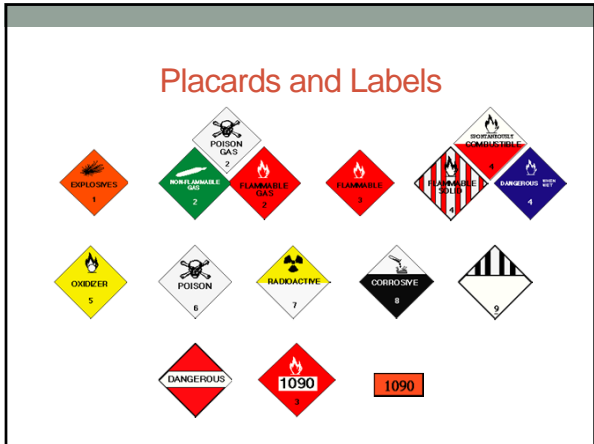 Placards and Labels
EXPLOSIVES
1
POISON
GAS
2
NON-FLAMMABLE
GAS
2
FLAMMABLE
GAS
2
FLAMMABLE
3
SPONTANEOUSLY
COMBUSTIBLE
4
FLAMMABLE
SOLID
4
DANGEROUS WHEN
WET
4
OXIDIZER
5
POISON
6
RADIOACTIVE
7
CORROSIVE
8
9
DANGEROUS
1090
3
1090